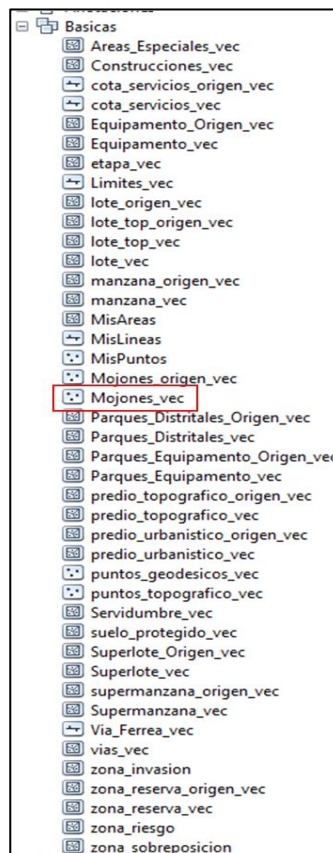 Basicas
Areas_Especiales_vec
Construcciones_vec
cota_servicios_origen_vec
cota_servicios_vec
Equipamento_Origen_vec
Equipamento_vec
etapa_vec
Limites_vec
lote_origen_vec
lote_top_origen_vec
lote_top_vec
lote_vec
manzana_origen_vec
manzana_vec
MisAreas
MisLineas
MisPuntos
Mojones_origen_vec
Mojones_vec
Parques_Distritales_Origen_vec
Parques_Distritales_vec
Parques_Equipamento_Origen_vec
Parques_Equipamento_vec
predio_topografico_origen_vec
predio_topografico_vec
predio_urbanistico_origen_vec
predio_urbanistico_vec
puntos_geodesicos_vec
puntos_topografico_vec
Servidumbre_vec
suelo_protegido_vec
Superlote_Origen_vec
Superlote_vec
supermanzana_origen_vec
Supermanzana_vec
Via_Ferrea_vec
vias_vec
zona_invasion
zona_reserva_origen_vec
zona_reserva_vec
zona_riesgo
zona_sobreposicion